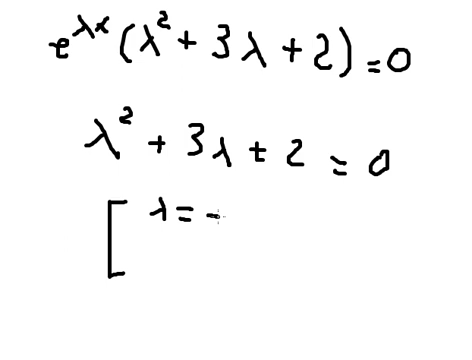 e^{λx}(λ² + 3λ + 2) = 0
λ² + 3λ + 2 = 0
[ λ = -